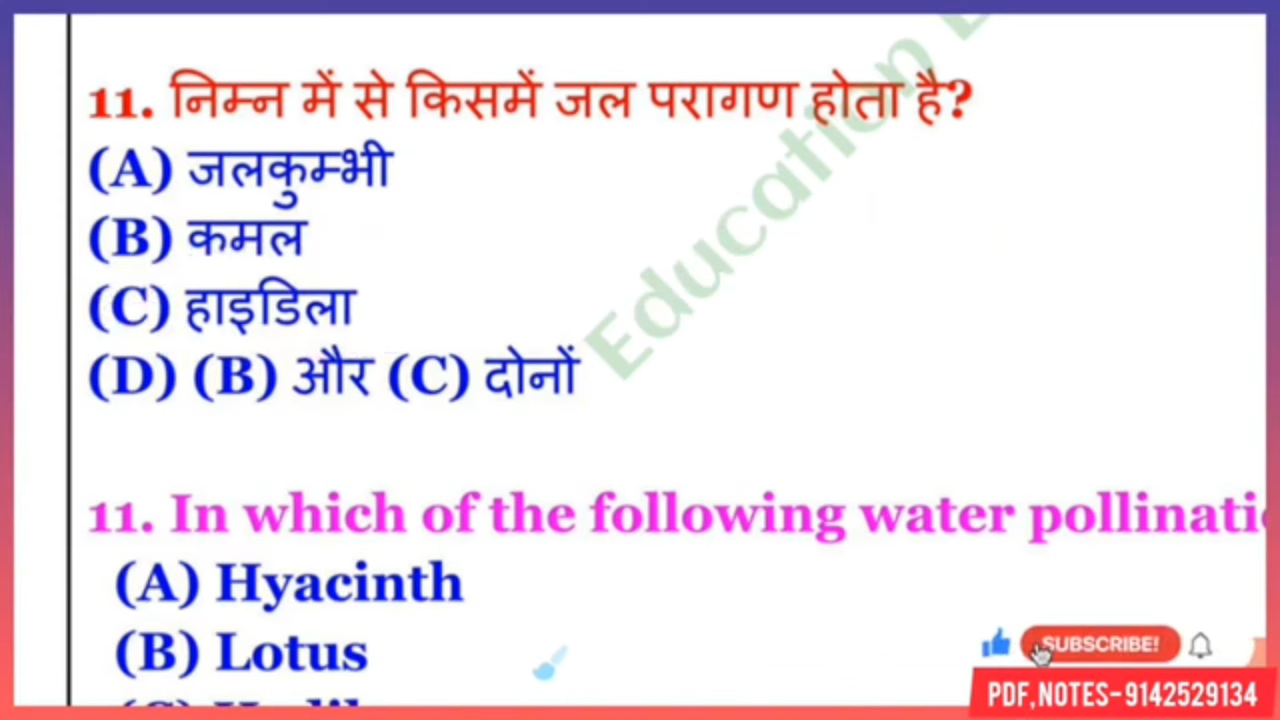 11. निम्न में से किसमें जल परागण होता है?
(A) जलकुम्भी
(B) कमल
(C) हाइडिला
(D) (B) और (C) दोनों
Education
11. In which of the following water
(A) Hyacinth
(B) Lotus
SUBSCRIBE!
PDF,NOTES-9142529134